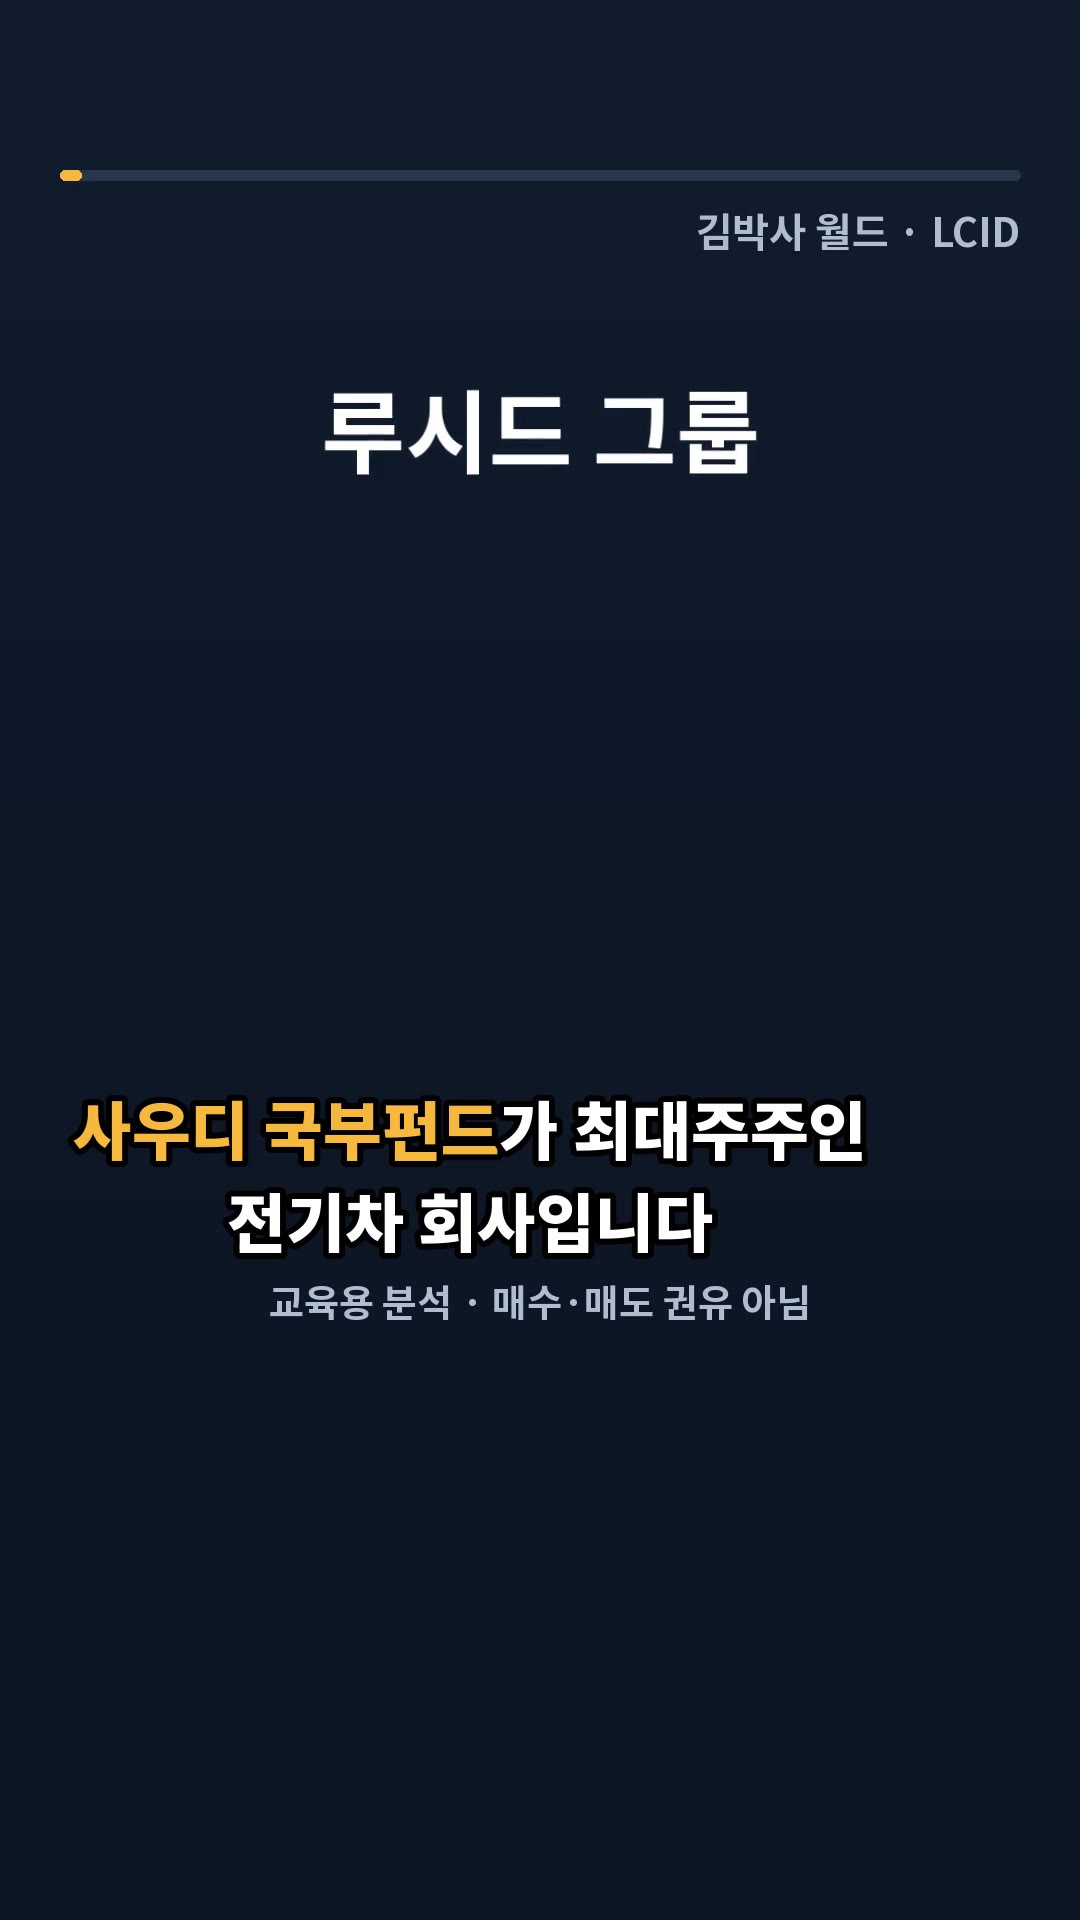 김박사 월드 · LCID
루시드 그룹
사우디 국부펀드가 최대주주인
전기차 회사입니다
교육용 분석 · 매수·매도 권유 아님